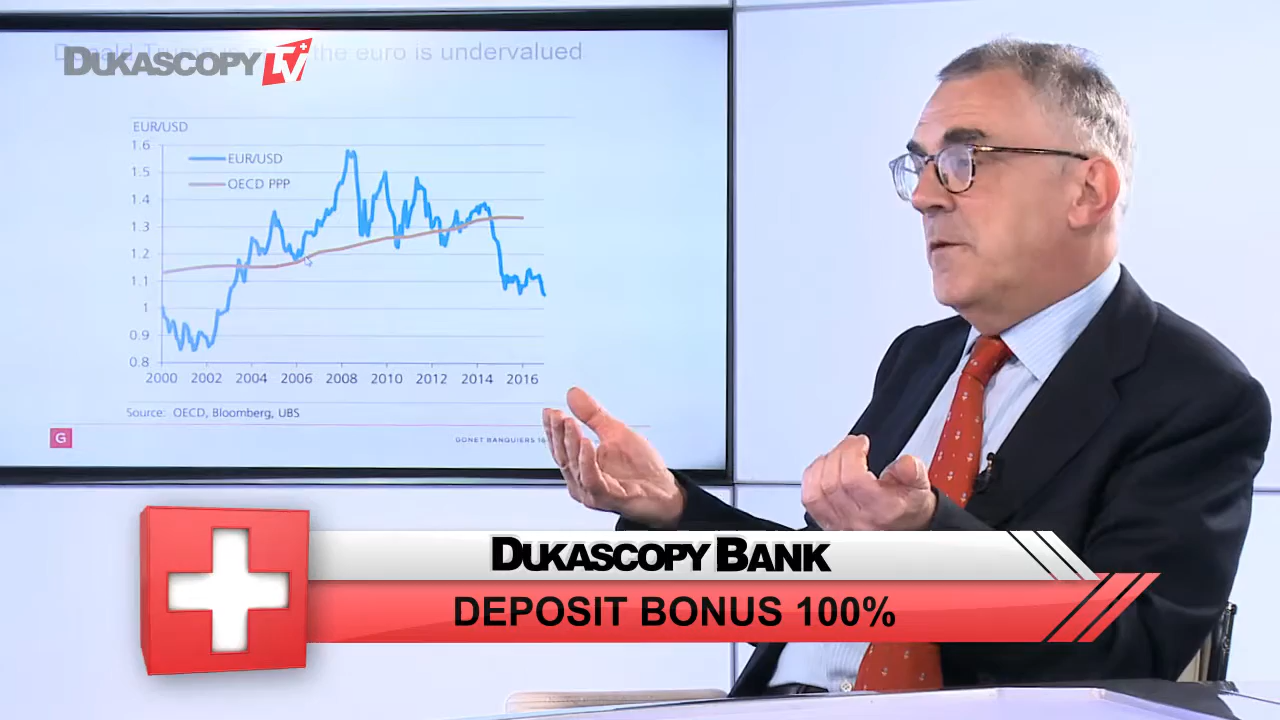 the euro is undervalued
DUKASCOPY TV
EUR/USD
1.6
1.5
1.4
1.3
1.2
1.1
1
0.9
0.8
EUR/USD
OECD PPP
2000 2002 2004 2006 2008 2010 2012 2014 2016
Source: OECD, Bloomberg, UBS
G
GONET BANQUIERS
DUKASCOPY BANK
DEPOSIT BONUS 100%